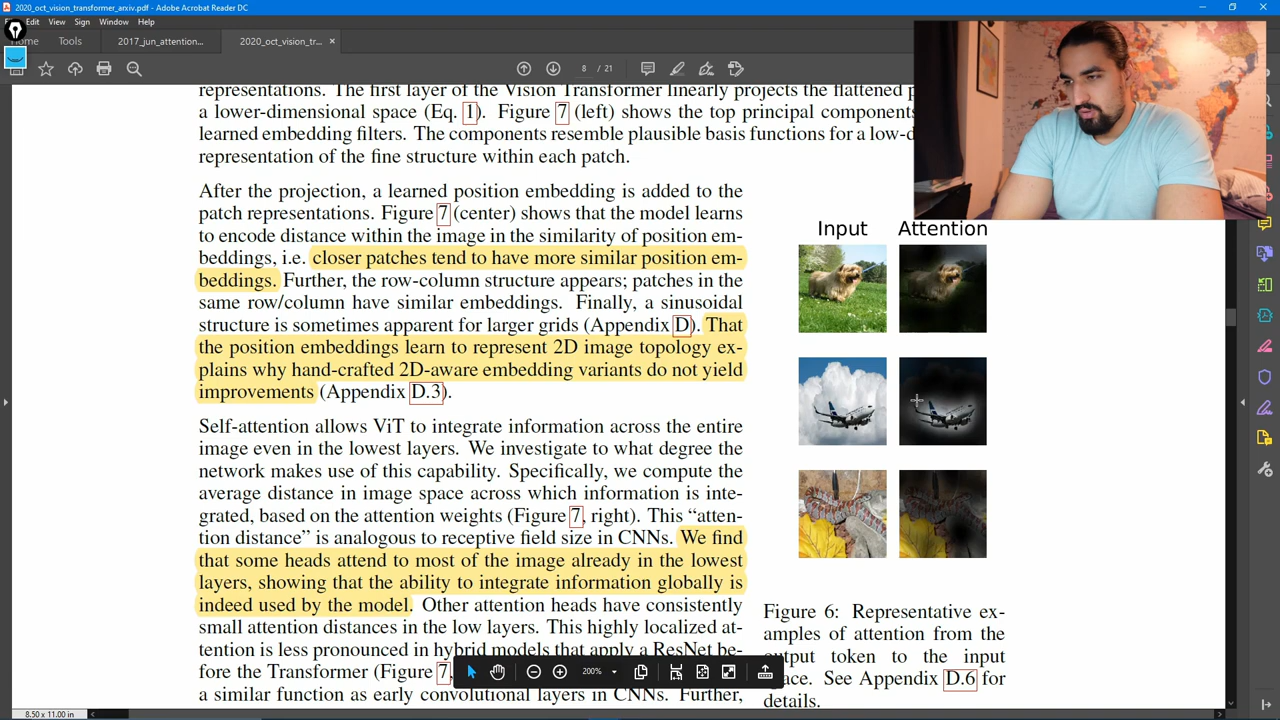 2020_oct_vision_transformer_arxiv.pdf - Adobe Acrobat Reader DC
Edit View Sign Window Help
Home Tools 2017_jun_attention... 2020_oct_vision_tr... ×
8 / 21
representations. The first layer of the Vision Transformer linearly projects the flattened
a lower-dimensional space (Eq. 1). Figure 7 (left) shows the top principal components
learned embedding filters. The components resemble plausible basis functions for a low-d
representation of the fine structure within each patch.
After the projection, a learned position embedding is added to the
patch representations. Figure 7 (center) shows that the model learns
to encode distance within the image in the similarity of position em-
beddings, i.e. closer patches tend to have more similar position em-
beddings. Further, the row-column structure appears; patches in the
same row/column have similar embeddings. Finally, a sinusoidal
structure is sometimes apparent for larger grids (Appendix D). That
the position embeddings learn to represent 2D image topology ex-
plains why hand-crafted 2D-aware embedding variants do not yield
improvements (Appendix D.3).
Self-attention allows ViT to integrate information across the entire
image even in the lowest layers. We investigate to what degree the
network makes use of this capability. Specifically, we compute the
average distance in image space across which information is inte-
grated, based on the attention weights (Figure 7, right). This “atten-
tion distance” is analogous to receptive field size in CNNs. We find
that some heads attend to most of the image already in the lowest
layers, showing that the ability to integrate information globally is
indeed used by the model. Other attention heads have consistently
small attention distances in the low layers. This highly localized at-
tention is less pronounced in hybrid models that apply a ResNet be-
fore the Transformer (Figure 7,
a similar function as early convolutional layers in CNNs. Further,
Input Attention
Figure 6: Representative ex-
amples of attention from the
output token to the input
space. See Appendix D.6 for
details.
200%
8.50 x 11.00 in